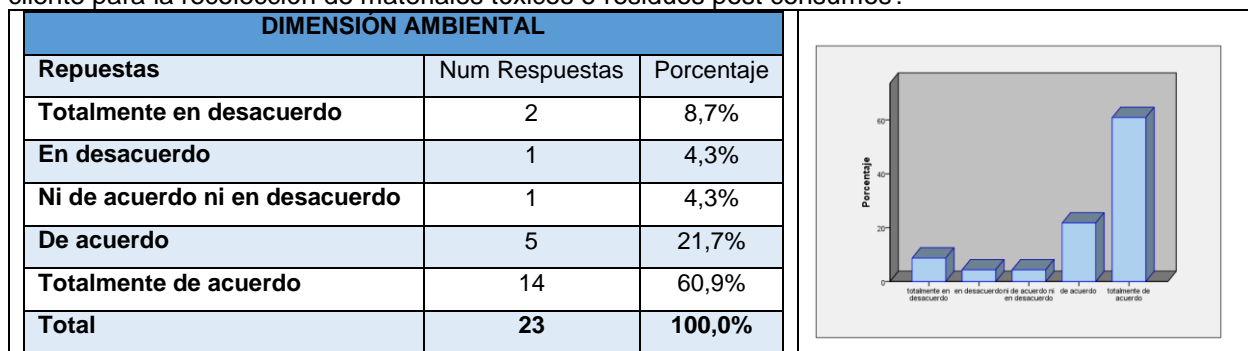 cliente para la recolección de materiales tóxicos o residuos post consumos?
DIMENSIÓN AMBIENTAL
Repuestas Num Respuestas Porcentaje
Totalmente en desacuerdo 2 8,7%
En desacuerdo 1 4,3%
Ni de acuerdo ni en desacuerdo 1 4,3%
De acuerdo 5 21,7%
Totalmente de acuerdo 14 60,9%
Total 23 100,0%
Porcentaje
60
40
20
0
totalmente en desacuerdo
en desacuerdo
ni de acuerdo ni en desacuerdo
de acuerdo
totalmente de acuerdo